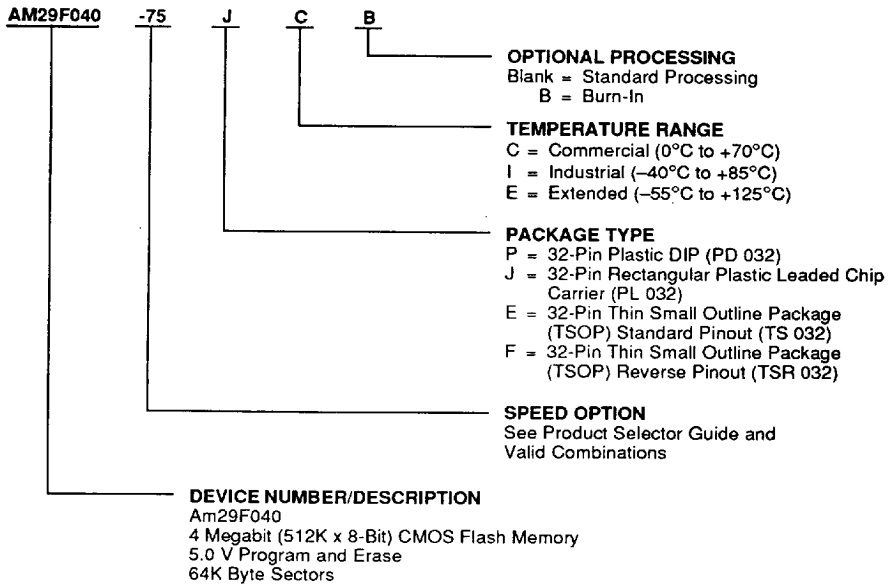 AM29F040 -75 J C B
OPTIONAL PROCESSING
Blank = Standard Processing
B = Burn-In
TEMPERATURE RANGE
C = Commercial (0°C to +70°C)
I = Industrial (–40°C to +85°C)
E = Extended (–55°C to +125°C)
PACKAGE TYPE
P = 32-Pin Plastic DIP (PD 032)
J = 32-Pin Rectangular Plastic Leaded Chip
Carrier (PL 032)
E = 32-Pin Thin Small Outline Package
(TSOP) Standard Pinout (TS 032)
F = 32-Pin Thin Small Outline Package
(TSOP) Reverse Pinout (TSR 032)
SPEED OPTION
See Product Selector Guide and
Valid Combinations
DEVICE NUMBER/DESCRIPTION
Am29F040
4 Megabit (512K x 8-Bit) CMOS Flash Memory
5.0 V Program and Erase
64K Byte Sectors